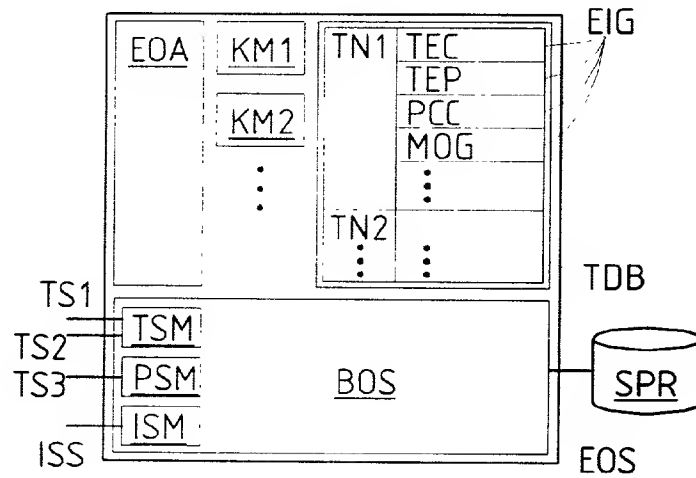 EOA
KM1
KM2
TN1
TEC
TEP
PCC
MOG
TN2
EIG
TDB
TS1
TS2
TS3
ISS
TSM
PSM
ISM
BOS
SPR
EOS